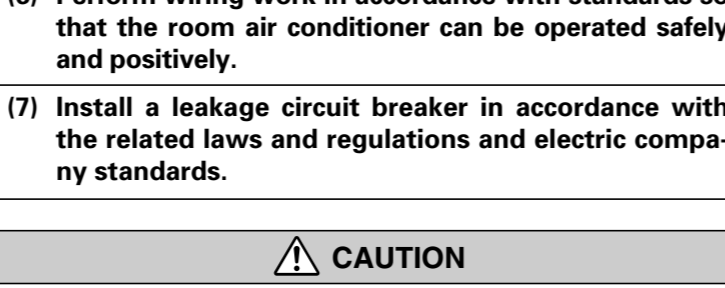 (6) Perform wiring work in accordance with standards so
that the room air conditioner can be operated safely
and positively.
(7) Install a leakage circuit breaker in accordance with
the related laws and regulations and electric compa-
ny standards.
CAUTION